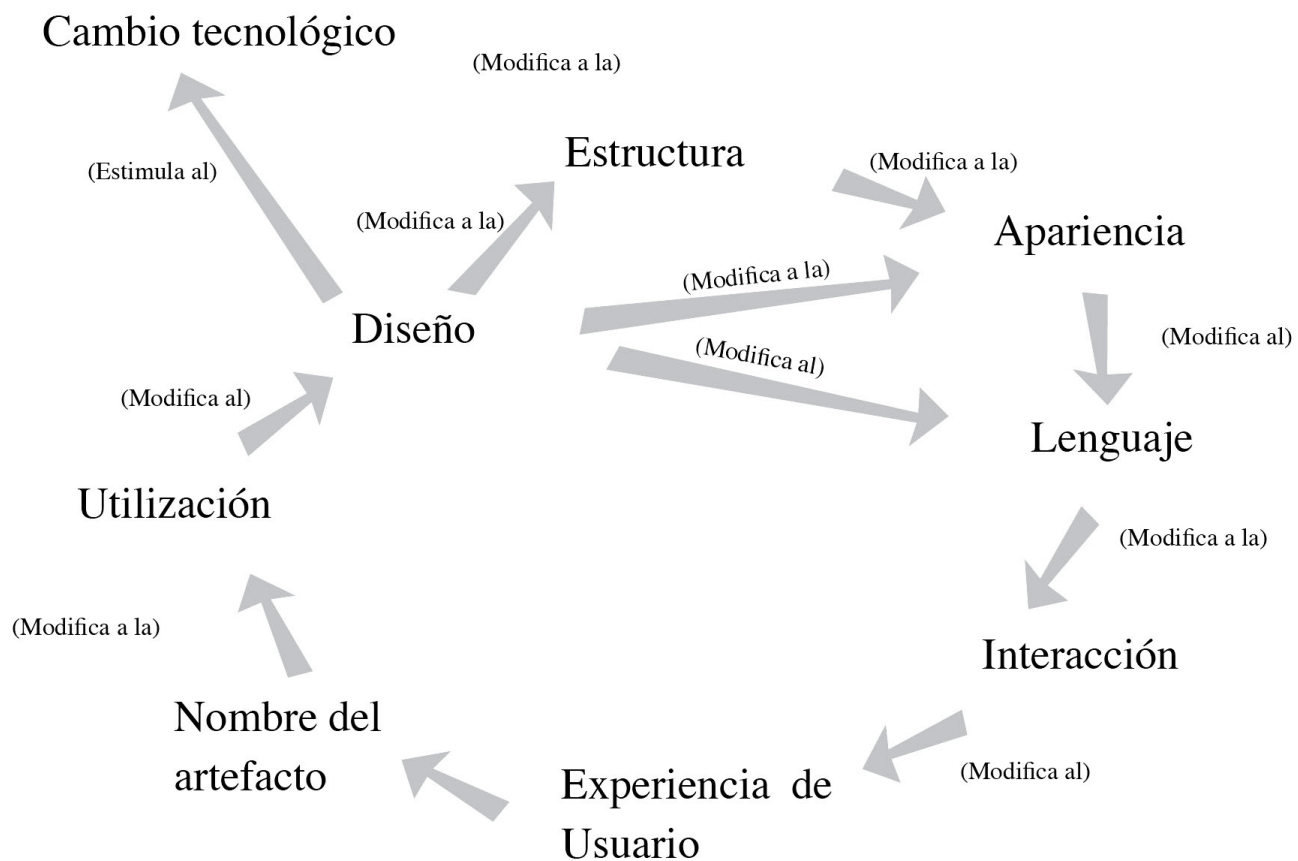 Cambio tecnológico
(Modifica a la)
Estructura
(Modifica a la)
(Estimula al)
(Modifica a la)
Apariencia
(Modifica a la)
Diseño
(Modifica al)
(Modifica al)
(Modifica al)
Lenguaje
Utilización
(Modifica a la)
(Modifica a la)
Interacción
Nombre del
artefacto
(Modifica al)
Experiencia de
Usuario